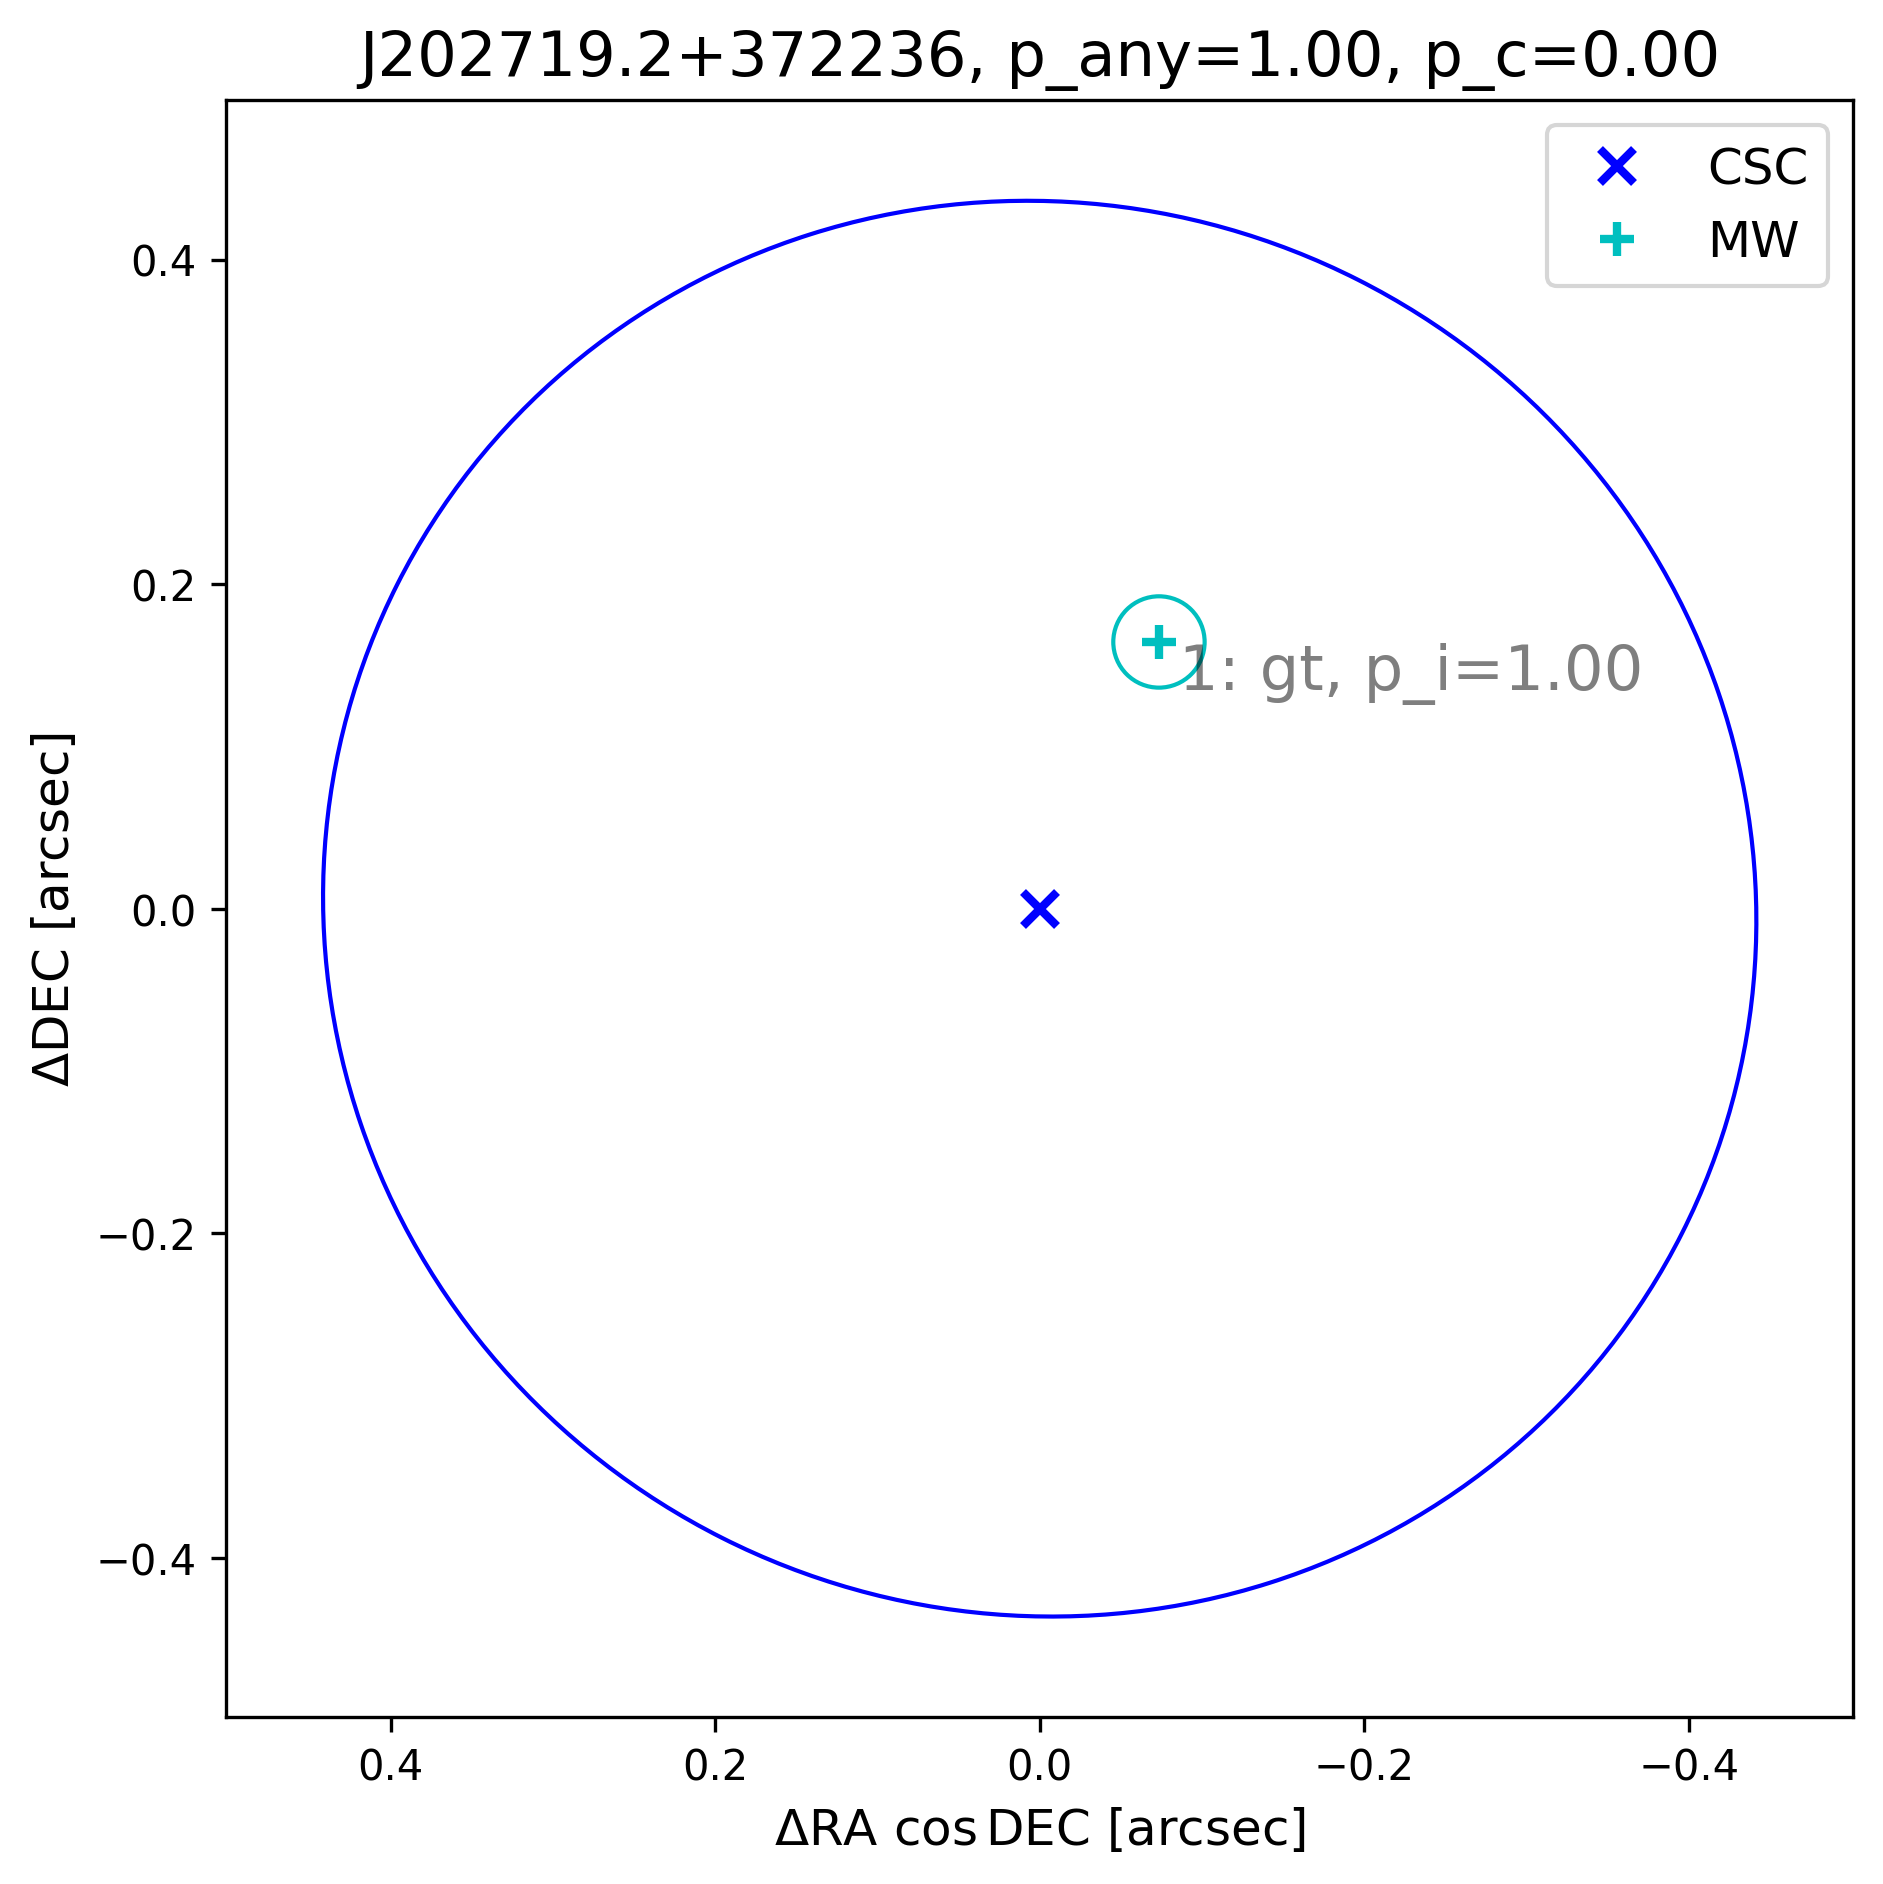 J202719.2+372236, p_any=1.00, p_c=0.00
CSC
MW
0.4
0.2
0.0
−0.2
−0.4
ΔDEC [arcsec]
1: gt, p_i=1.00
0.4
0.2
0.0
−0.2
−0.4
ΔRA cos DEC [arcsec]